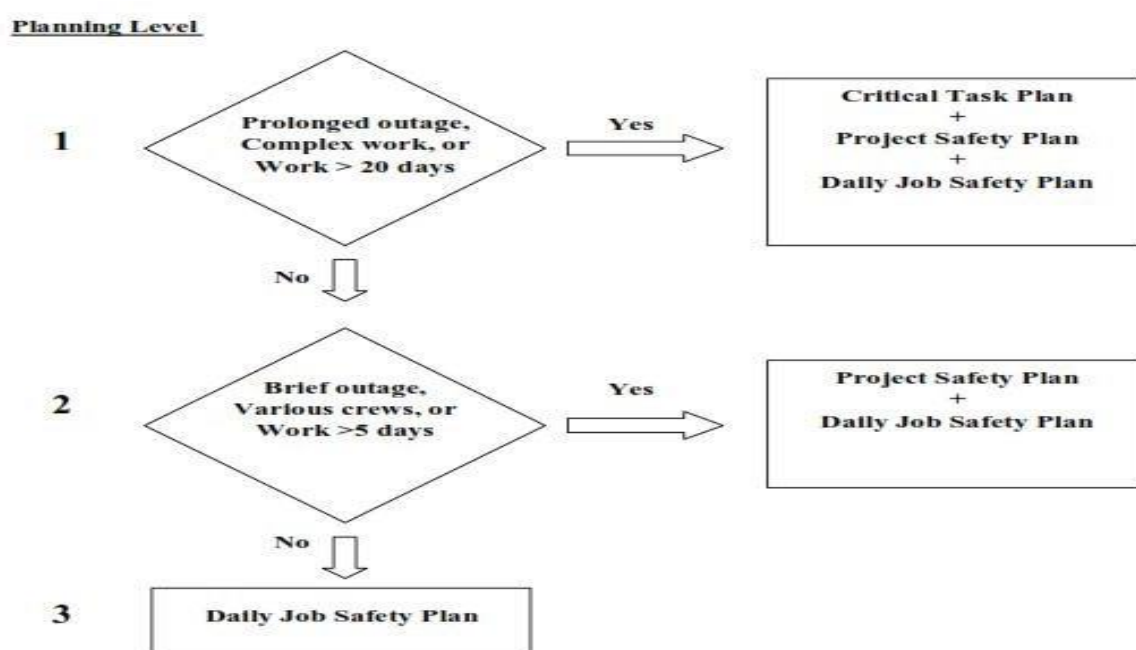 Planning Level
1
Prolonged outage,
Complex work, or
Work > 20 days
Yes
Critical Task Plan
+
Project Safety Plan
+
Daily Job Safety Plan
No
2
Brief outage,
Various crews, or
Work >5 days
Yes
Project Safety Plan
+
Daily Job Safety Plan
No
3
Daily Job Safety Plan